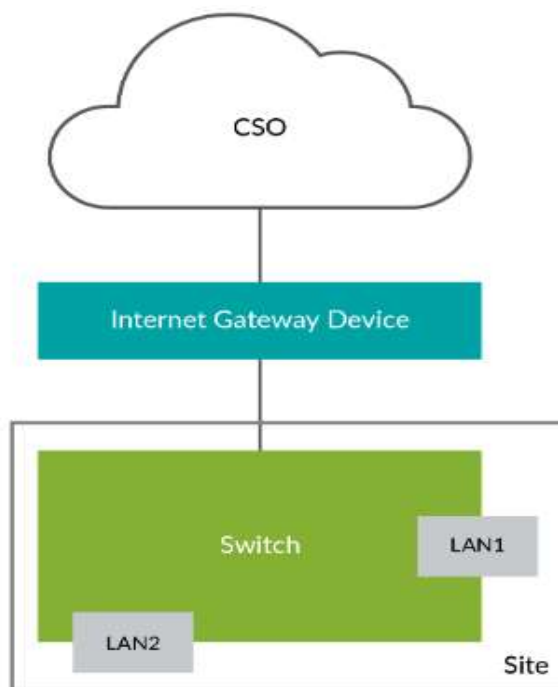 CSO
Internet Gateway Device
Switch
LAN1
LAN2
Site